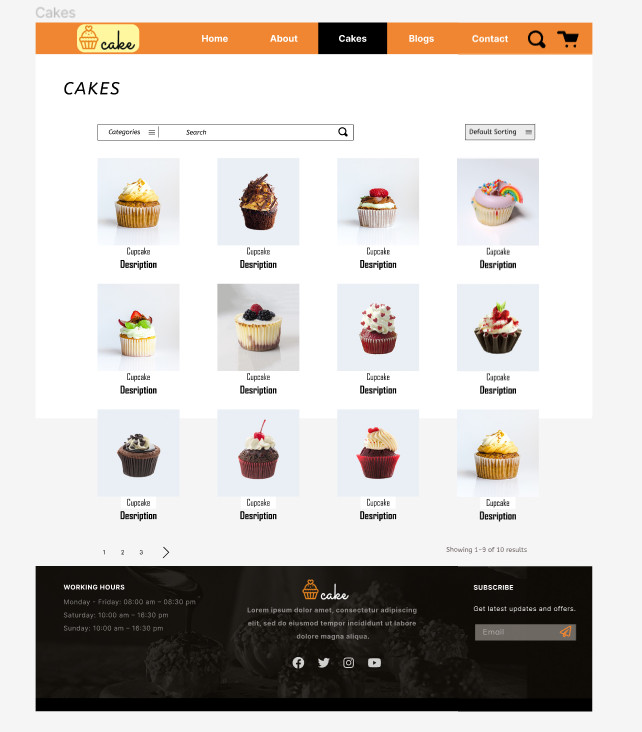 Cakes
cake
Home
About
Cakes
Blogs
Contact
CAKES
Categories
Search
Default Sorting
Cupcake
Desription
Cupcake
Desription
Cupcake
Desription
Cupcake
Desription
Cupcake
Desription
Cupcake
Desription
Cupcake
Desription
Cupcake
Desription
Cupcake
Desription
Cupcake
Desription
Cupcake
Desription
Cupcake
Desription
1 2 3
Showing 1-9 of 10 results
WORKING HOURS
Monday - Friday: 08:00 am – 08:30 pm
Saturday: 10:00 am - 16:30 pm
Sunday: 10:00 am – 16:30 pm
cake
Lorem ipsum dolor amet, consectatur adipiscing
elit, sed do eiusmod tempor incididunt ut labore
dolore magna aliqua.
SUBSCRIBE
Get latest updates and offers.
Email